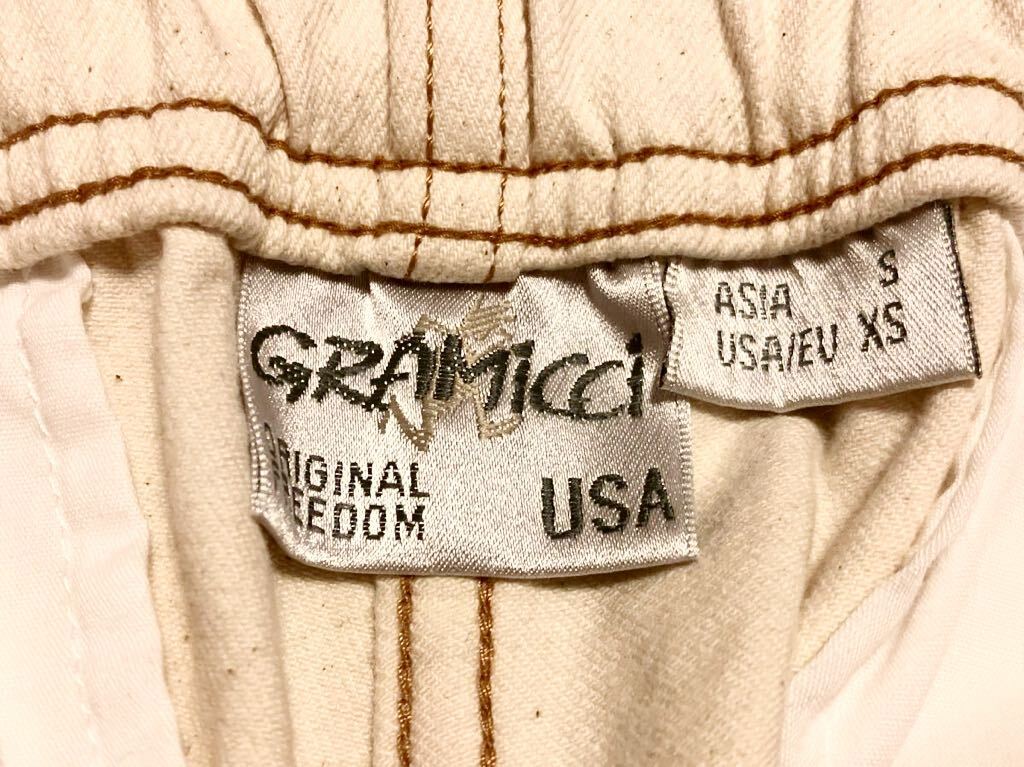 GRAMICCI
ORIGINAL
FREEDOM
USA
ASIA S
USA/EU XS